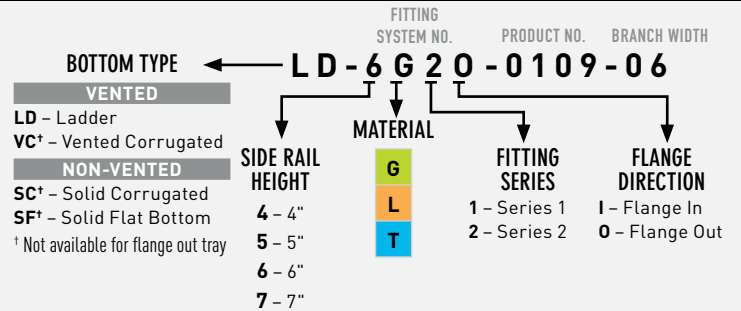 FITTING
SYSTEM NO.
PRODUCT NO.
BRANCH WIDTH
BOTTOM TYPE
LD-6G2O-0109-06
VENTED
LD – Ladder
VC† – Vented Corrugated
NON-VENTED
SC† – Solid Corrugated
SF† – Solid Flat Bottom
† Not available for flange out tray
SIDE RAIL
HEIGHT
4 – 4"
5 – 5"
6 – 6"
7 – 7"
MATERIAL
G
L
T
FITTING
SERIES
1 – Series 1
2 – Series 2
FLANGE
DIRECTION
I – Flange In
O – Flange Out